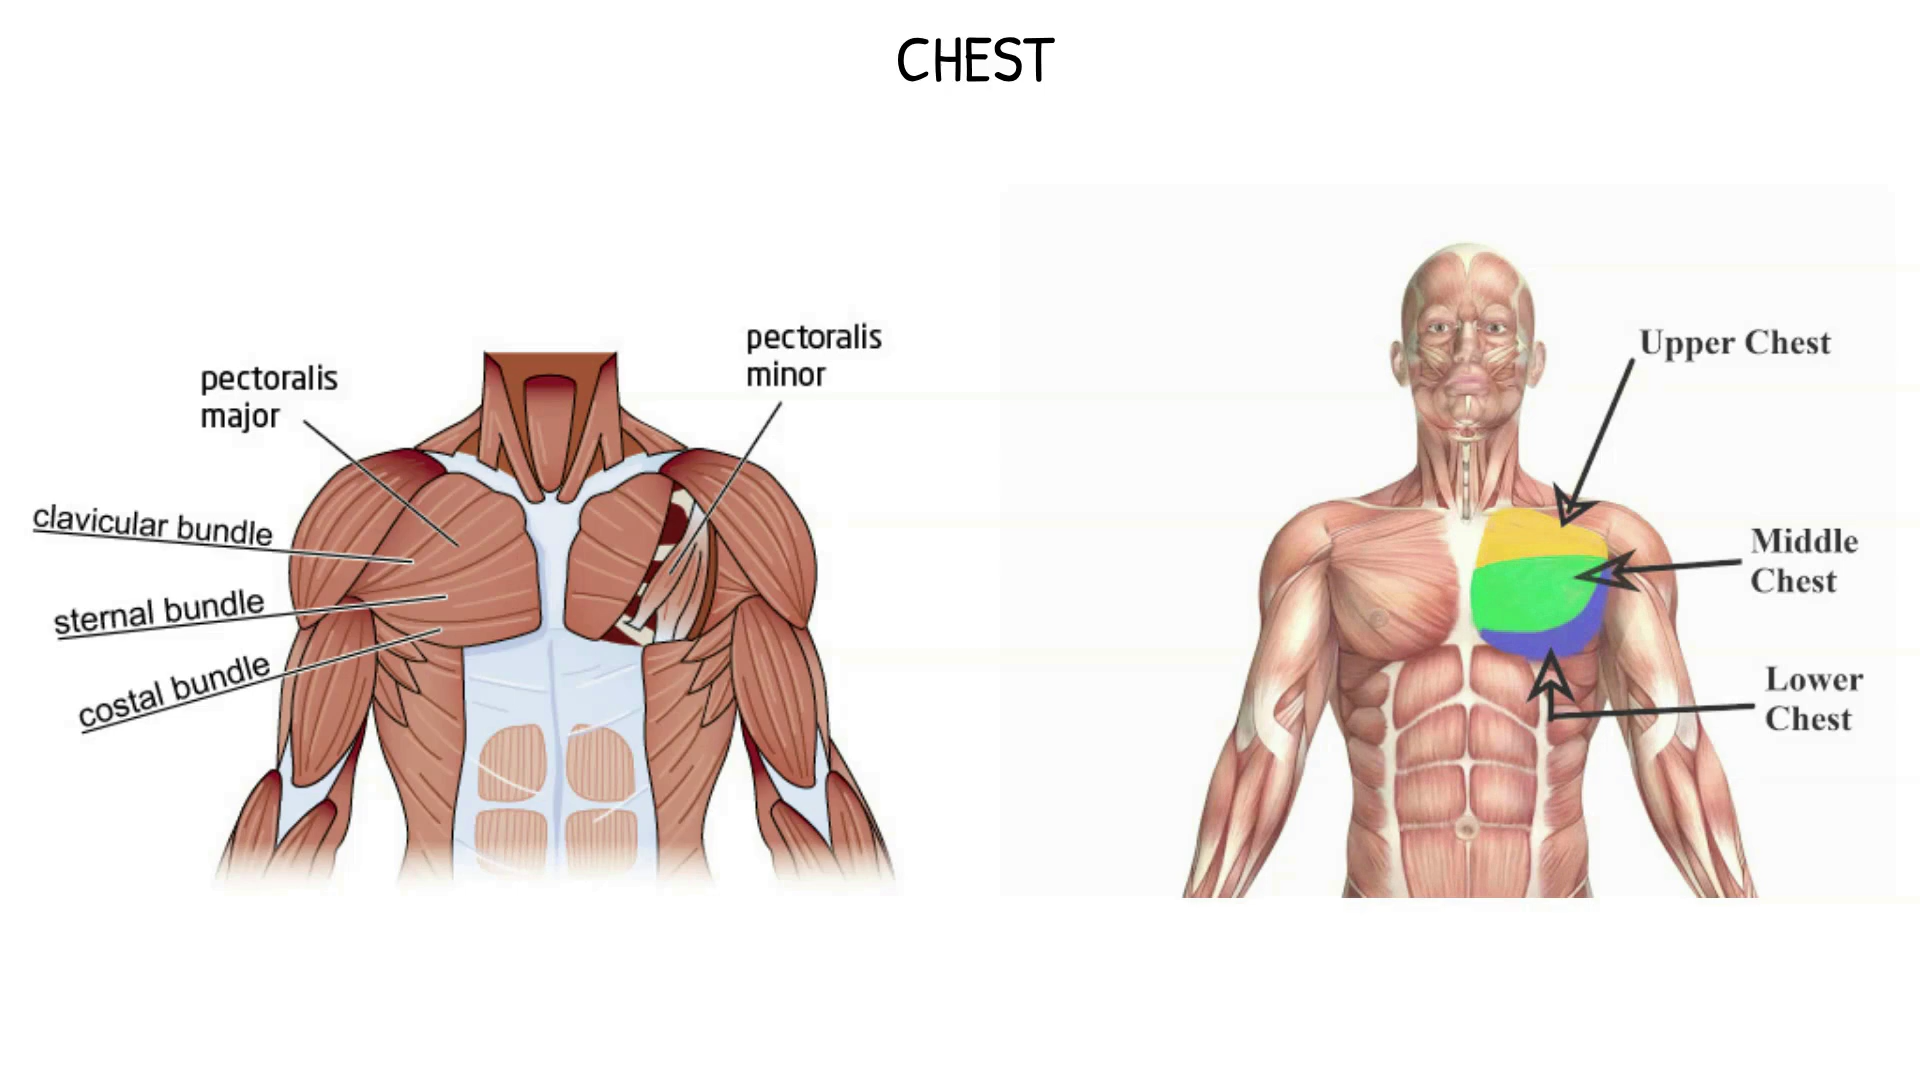 CHEST
pectoralis
major
pectoralis
minor
clavicular bundle
sternal bundle
costal bundle
Upper Chest
Middle
Chest
Lower
Chest